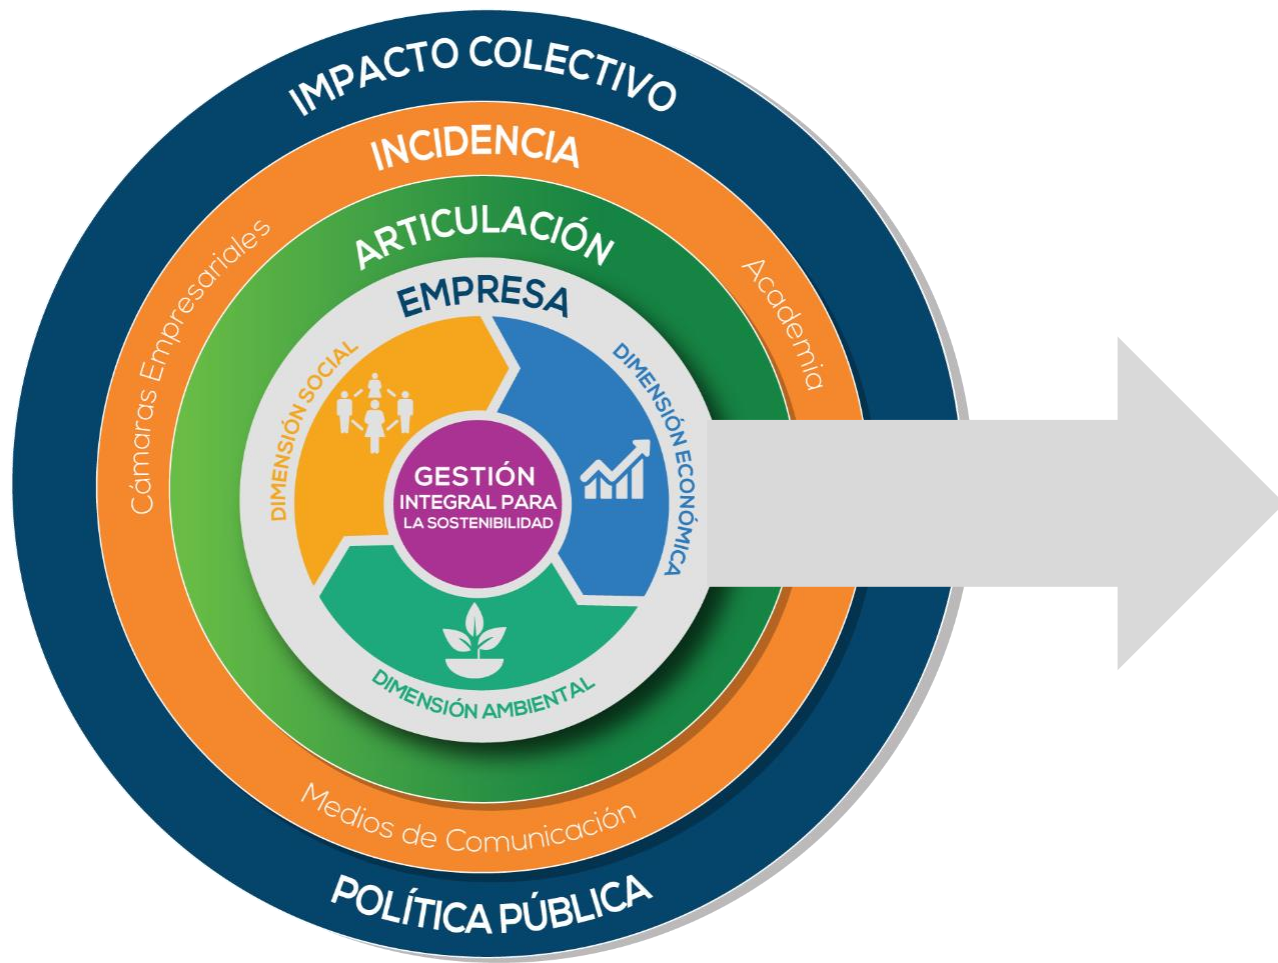 IMPACTO COLECTIVO
INCIDENCIA
Cámaras Empresariales
Academia
ARTICULACIÓN
EMPRESA
DIMENSIÓN SOCIAL
DIMENSIÓN ECONÓMICA
GESTIÓN
INTEGRAL PARA
LA SOSTENIBILIDAD
DIMENSIÓN AMBIENTAL
Medios de Comunicación
POLÍTICA PÚBLICA